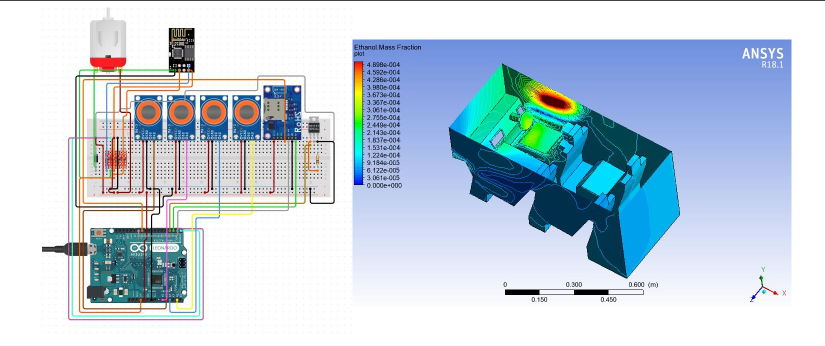 Ethanol.Mass Fraction
plot
4.898e-004
4.592e-004
4.286e-004
3.980e-004
3.673e-004
3.367e-004
3.061e-004
2.755e-004
2.449e-004
2.143e-004
1.837e-004
1.531e-004
1.224e-004
9.184e-005
6.122e-005
3.061e-005
0.000e+000
ANSYS
R18.1
0 0.300 0.600 (m)
0.150 0.450
Y
X
Z
LEONARDO